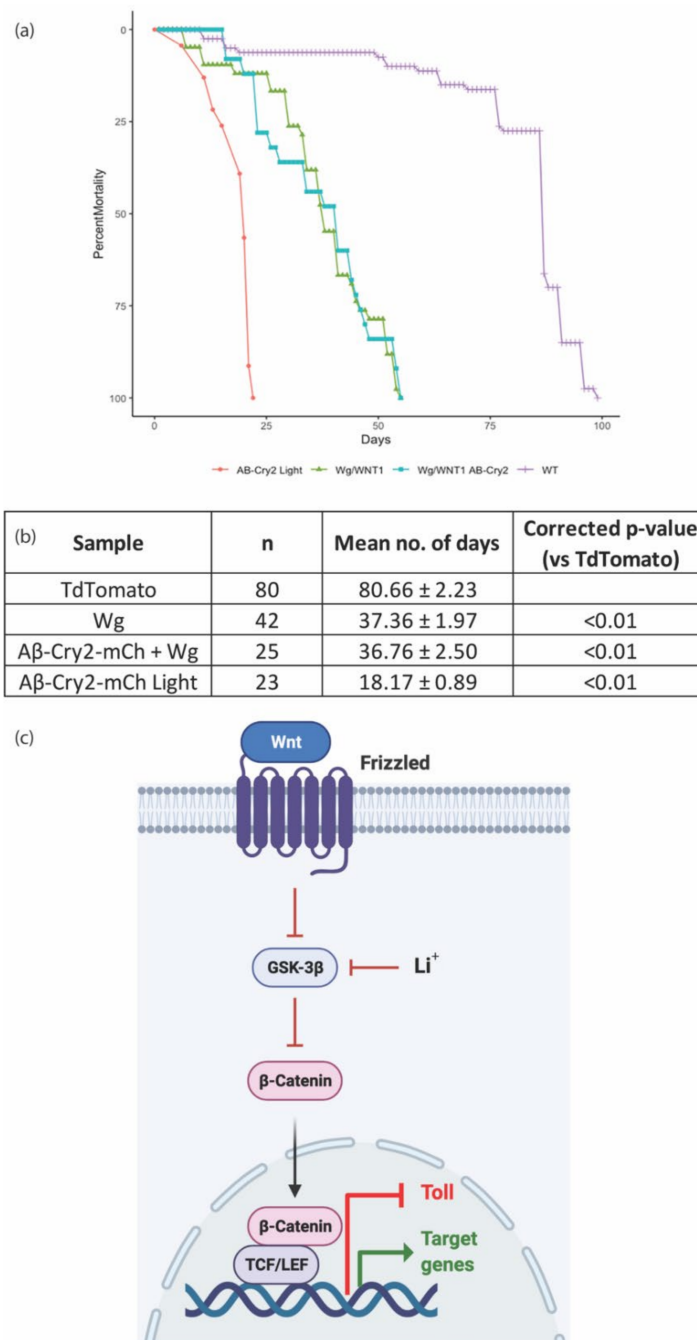 (a)
0
25
50
75
100
PercentMortality
0 25 50 75 100
Days
AB-Cry2 Light Wg/WNT1 Wg/WNT1 AB-Cry2 WT
(b)
Sample n Mean no. of days Corrected p-value
(vs TdTomato)
TdTomato 80 80.66 ± 2.23
Wg 42 37.36 ± 1.97 <0.01
Aβ-Cry2-mCh + Wg 25 36.76 ± 2.50 <0.01
Aβ-Cry2-mCh Light 23 18.17 ± 0.89 <0.01
(c)
Wnt
Frizzled
GSK-3β
Li⁺
β-Catenin
β-Catenin
TCF/LEF
Toll
Target
genes